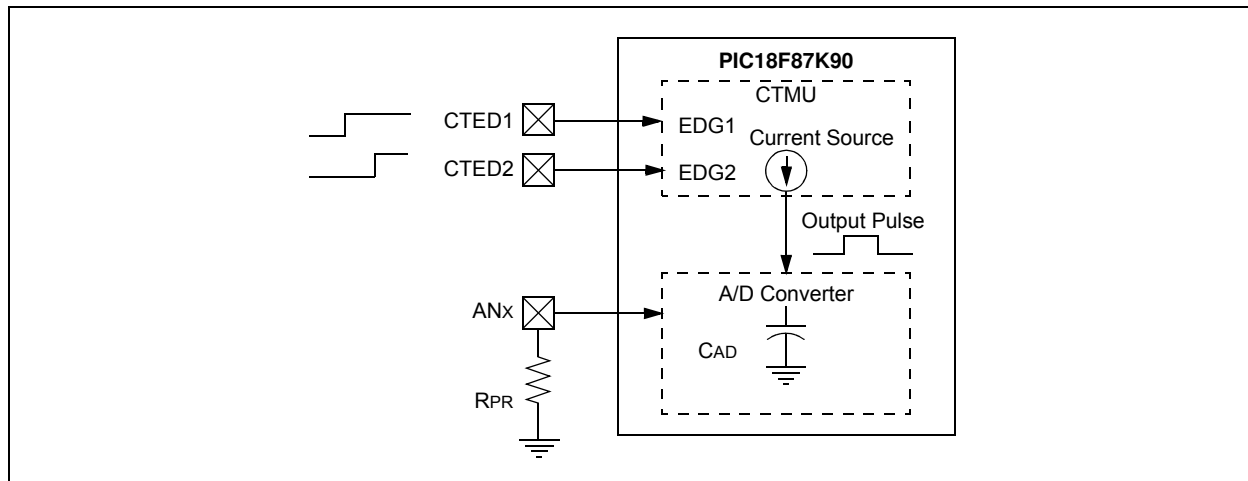 PIC18F87K90
CTMU
CTED1
EDG1
Current Source
CTED2
EDG2
Output Pulse
A/D Converter
ANX
CAD
RPR